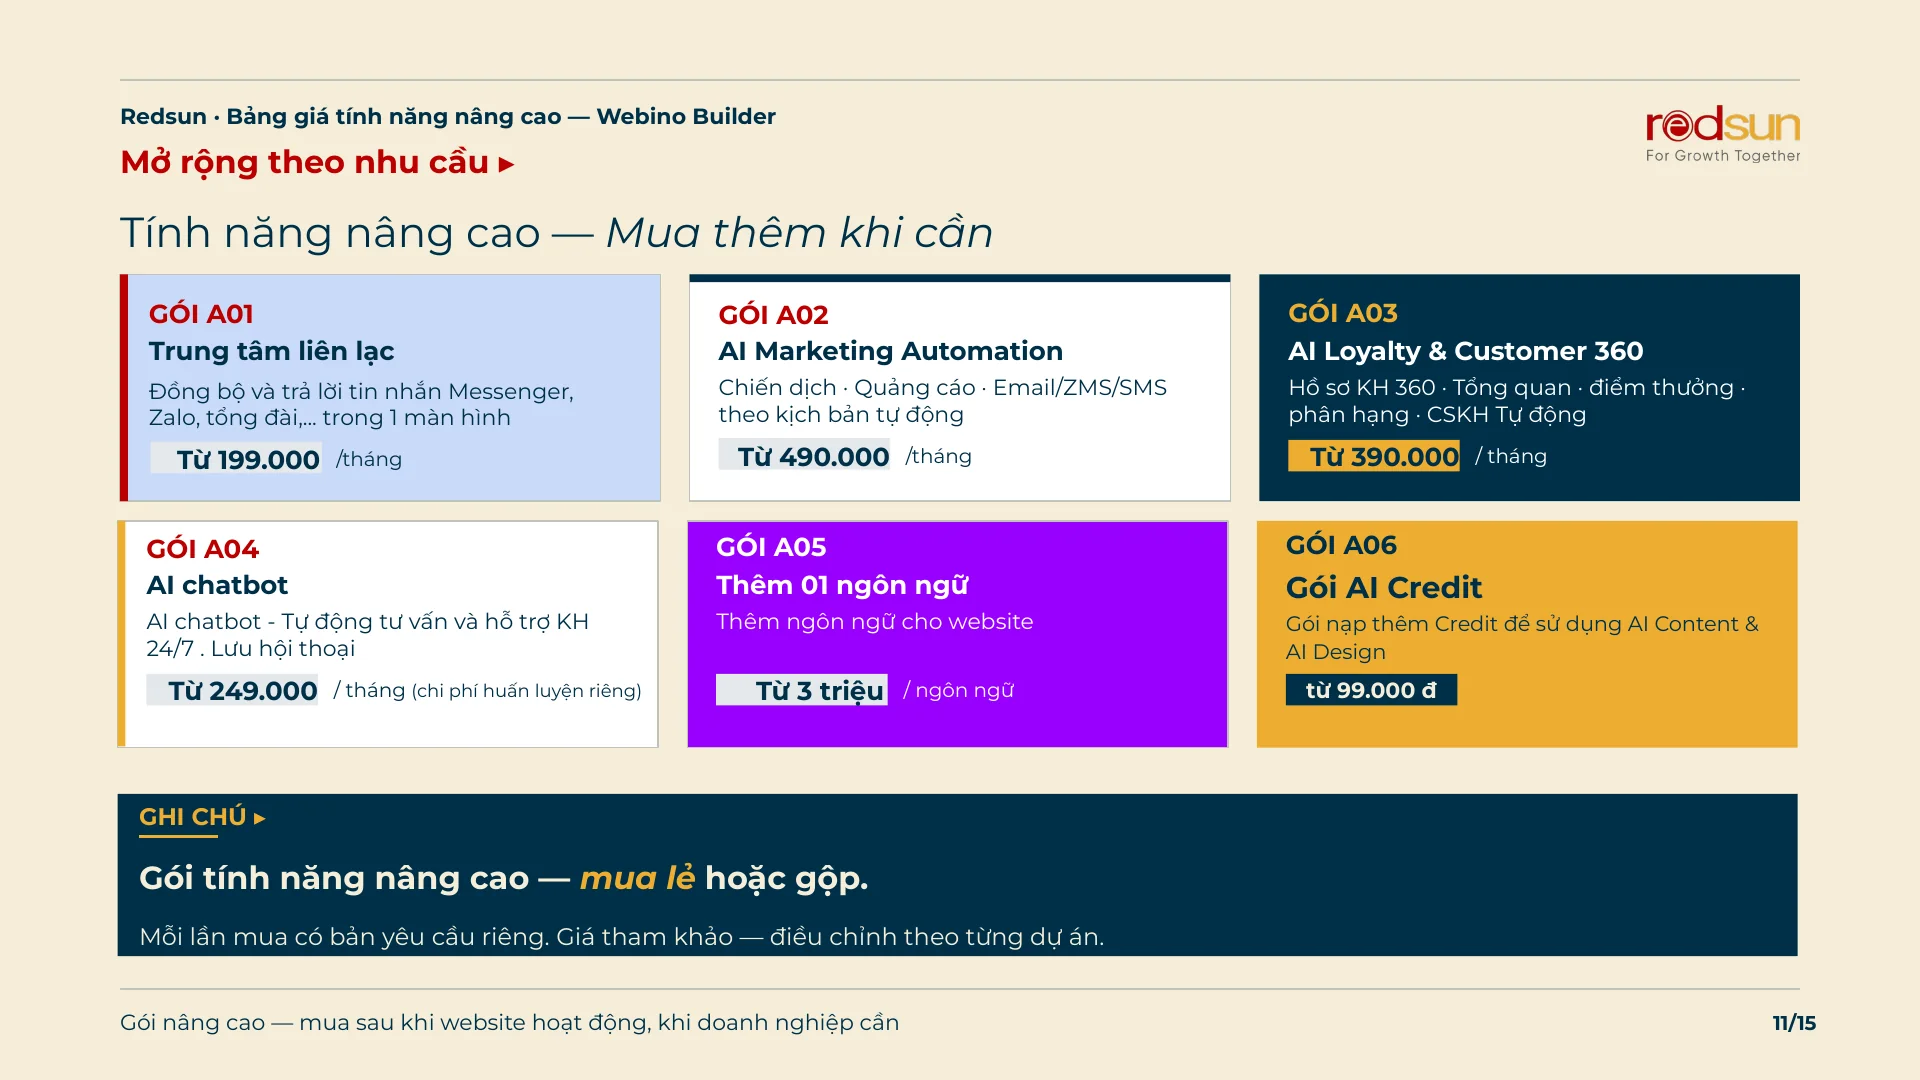 Redsun · Bảng giá tính năng nâng cao — Webino Builder
Mở rộng theo nhu cầu ▸
redsun
For Growth Together
Tính năng nâng cao — Mua thêm khi cần
GÓI A01
Trung tâm liên lạc
Đồng bộ và trả lời tin nhắn Messenger,
Zalo, tổng đài,... trong 1 màn hình
Từ 199.000 /tháng
GÓI A02
AI Marketing Automation
Chiến dịch · Quảng cáo · Email/ZMS/SMS
theo kịch bản tự động
Từ 490.000 /tháng
GÓI A03
AI Loyalty & Customer 360
Hồ sơ KH 360 · Tổng quan · điểm thưởng ·
phân hạng · CSKH Tự động
Từ 390.000 / tháng
GÓI A04
AI chatbot
AI chatbot - Tự động tư vấn và hỗ trợ KH
24/7 . Lưu hội thoại
Từ 249.000 / tháng (chi phí huấn luyện riêng)
GÓI A05
Thêm 01 ngôn ngữ
Thêm ngôn ngữ cho website
Từ 3 triệu / ngôn ngữ
GÓI A06
Gói AI Credit
Gói nạp thêm Credit để sử dụng AI Content &
AI Design
từ 99.000 đ
GHI CHÚ ▸
Gói tính năng nâng cao — mua lẻ hoặc gộp.
Mỗi lần mua có bản yêu cầu riêng. Giá tham khảo — điều chỉnh theo từng dự án.
Gói nâng cao — mua sau khi website hoạt động, khi doanh nghiệp cần
11/15